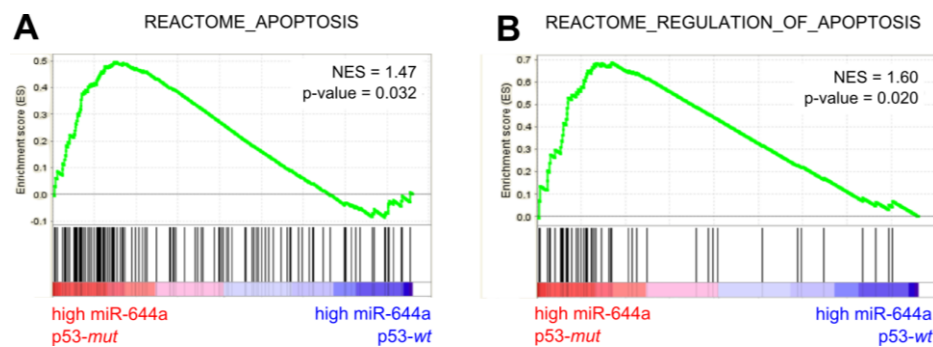 A
REACTOME_APOPTOSIS
NES = 1.47
p-value = 0.032
Enrichment score (ES)
0.5
0.4
0.3
0.2
0.1
0.0
-0.1
high miR-644a
p53-mut
high miR-644a
p53-wt
B
REACTOME_REGULATION_OF_APOPTOSIS
NES = 1.60
p-value = 0.020
Enrichment score (ES)
0.7
0.6
0.5
0.4
0.3
0.2
0.1
0.0
high miR-644a
p53-mut
high miR-644a
p53-wt